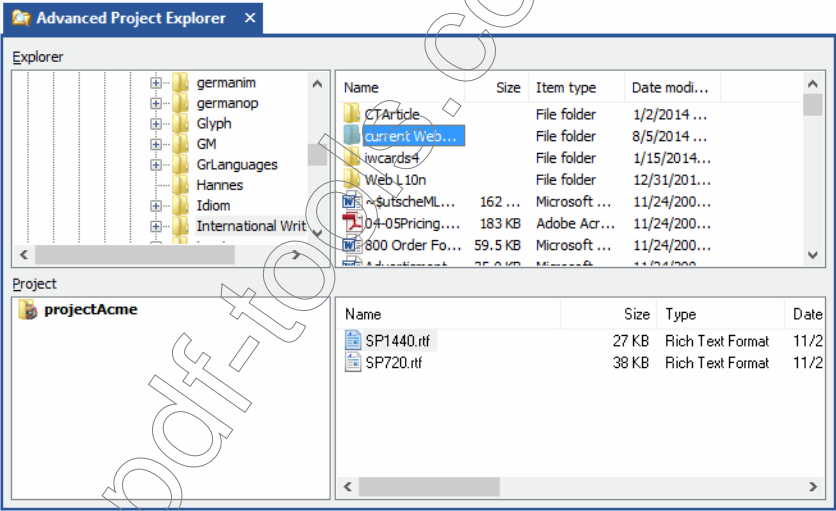 Advanced Project Explorer ×
Explorer
germanim
germanop
Glyph
GM
GrLanguages
Hannes
Idiom
International Writ
Name Size Item type Date modi...
CTArticle File folder 1/2/2014 ...
current Web... File folder 8/5/2014 ...
iwcards4 File folder 1/15/2014...
Web L10n File folder 12/31/201...
~$utscheML... 162 ... Microsoft ... 11/24/200...
04-05Pricing.... 183 KB Adobe Acr... 11/24/200...
800 Order Fo... 59.5 KB Microsoft ... 11/24/200...
Project
projectAcme
Name Size Type Date
SP1440.rtf 27 KB Rich Text Format 11/2
SP720.rtf 38 KB Rich Text Format 11/2
pdf-tools.co